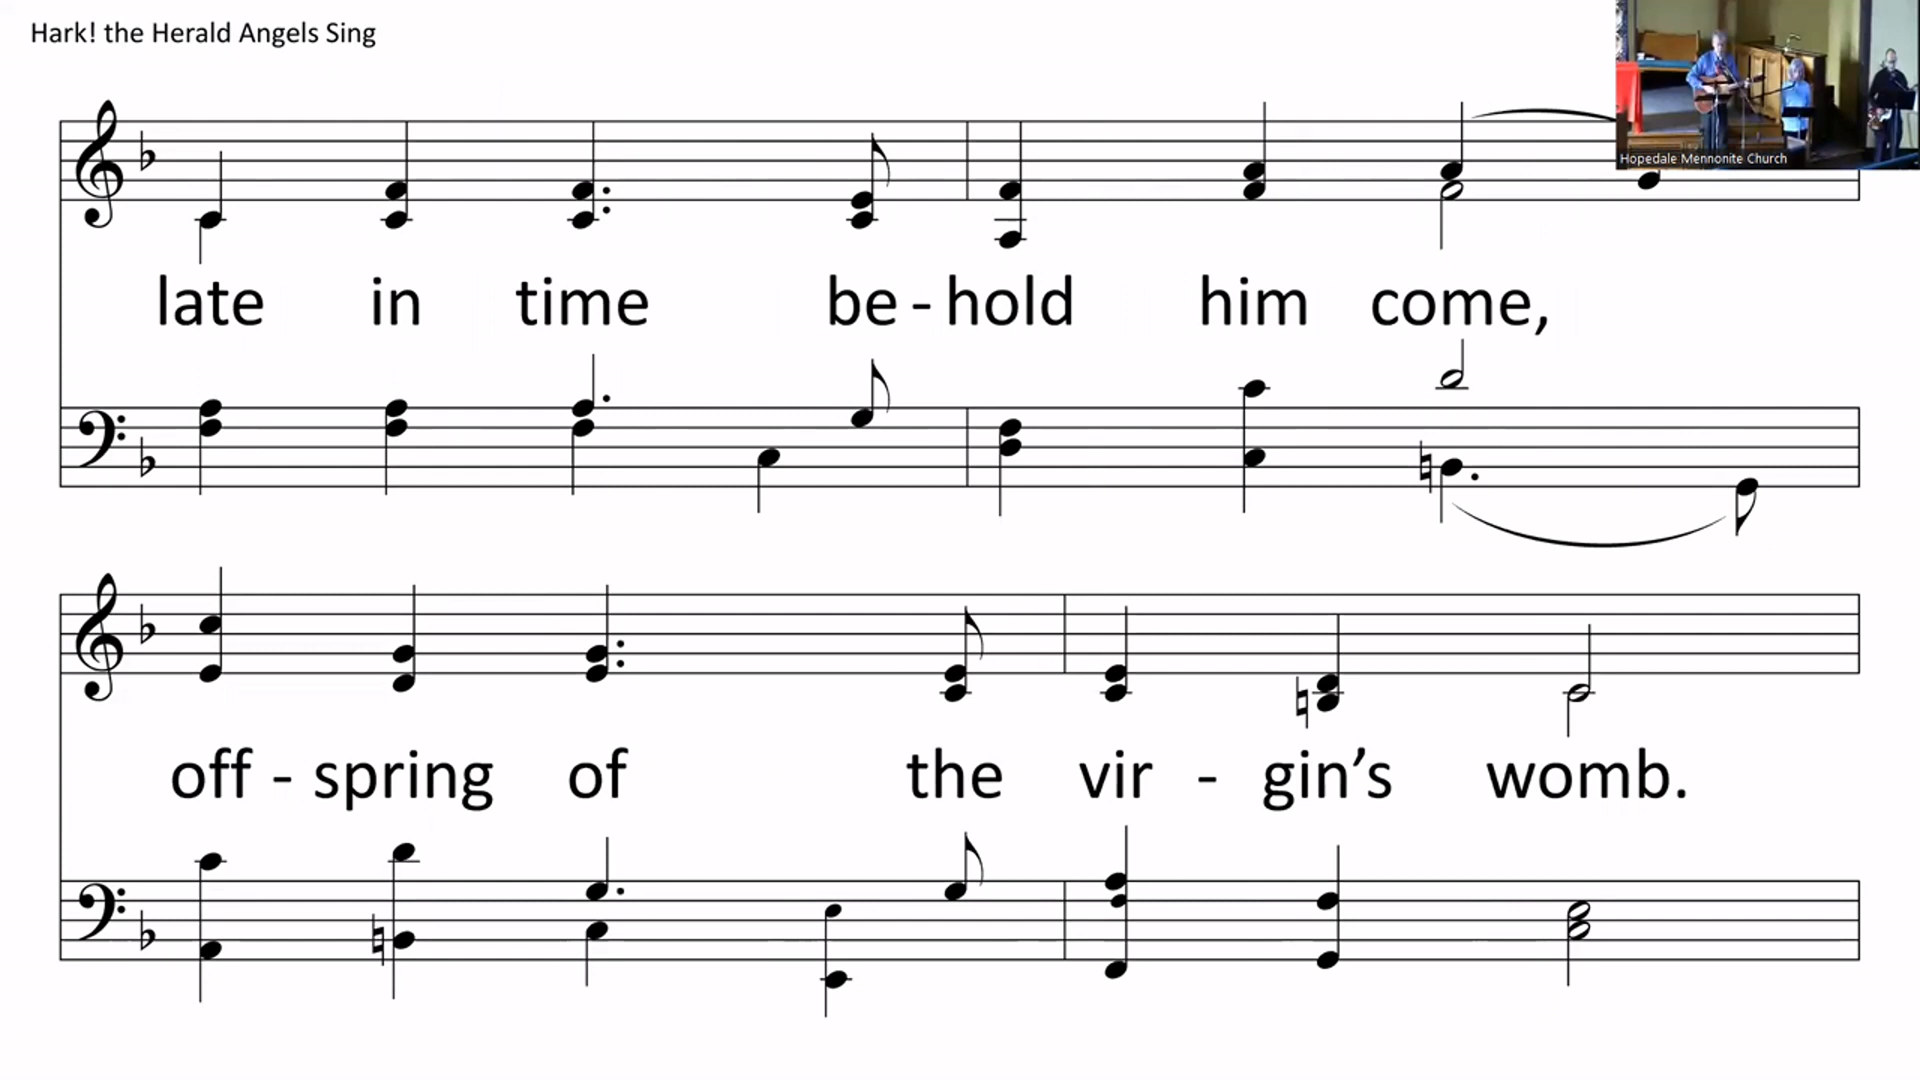 Hark! the Herald Angels Sing
Hopedale Mennonite Church
late in time be - hold him come,
off - spring of the vir - gin’s womb.